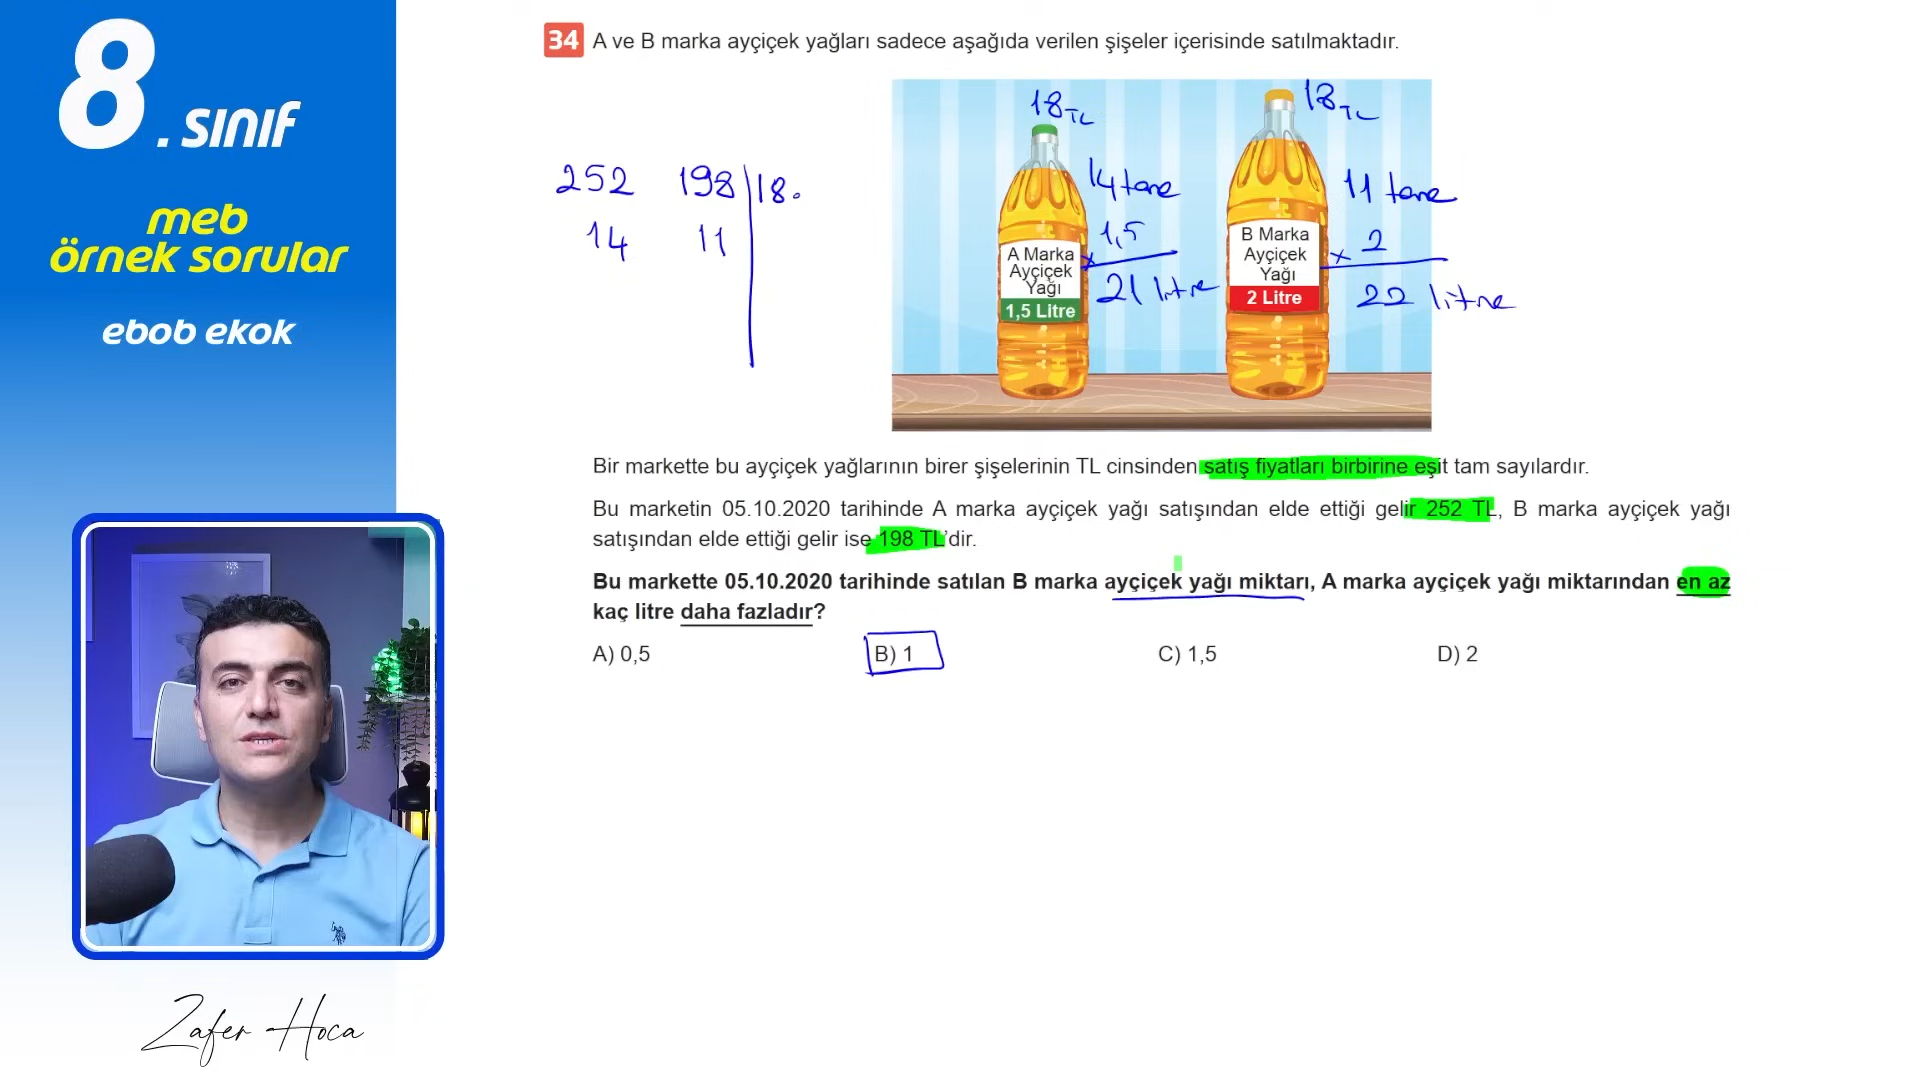 8. SINIF
meb
örnek sorular
ebob ekok
Zafer Hoca
34 A ve B marka ayçiçek yağları sadece aşağıda verilen şişeler içerisinde satılmaktadır.
252 198 18.
14 11
18 TL
14 tane
1,5
×
21 litre
A Marka
Ayçiçek
Yağı
1,5 Litre
18 TL
11 tane
× 2
22 litre
B Marka
Ayçiçek
Yağı
2 Litre
Bir markette bu ayçiçek yağlarının birer şişelerinin TL cinsinden satış fiyatları birbirine eşit tam sayılardır.
Bu marketin 05.10.2020 tarihinde A marka ayçiçek yağı satışından elde ettiği gelir 252 TL, B marka ayçiçek yağı
satışından elde ettiği gelir ise 198 TL'dir.
Bu markette 05.10.2020 tarihinde satılan B marka ayçiçek yağı miktarı, A marka ayçiçek yağı miktarından en az
kaç litre daha fazladır?
A) 0,5 B) 1 C) 1,5 D) 2